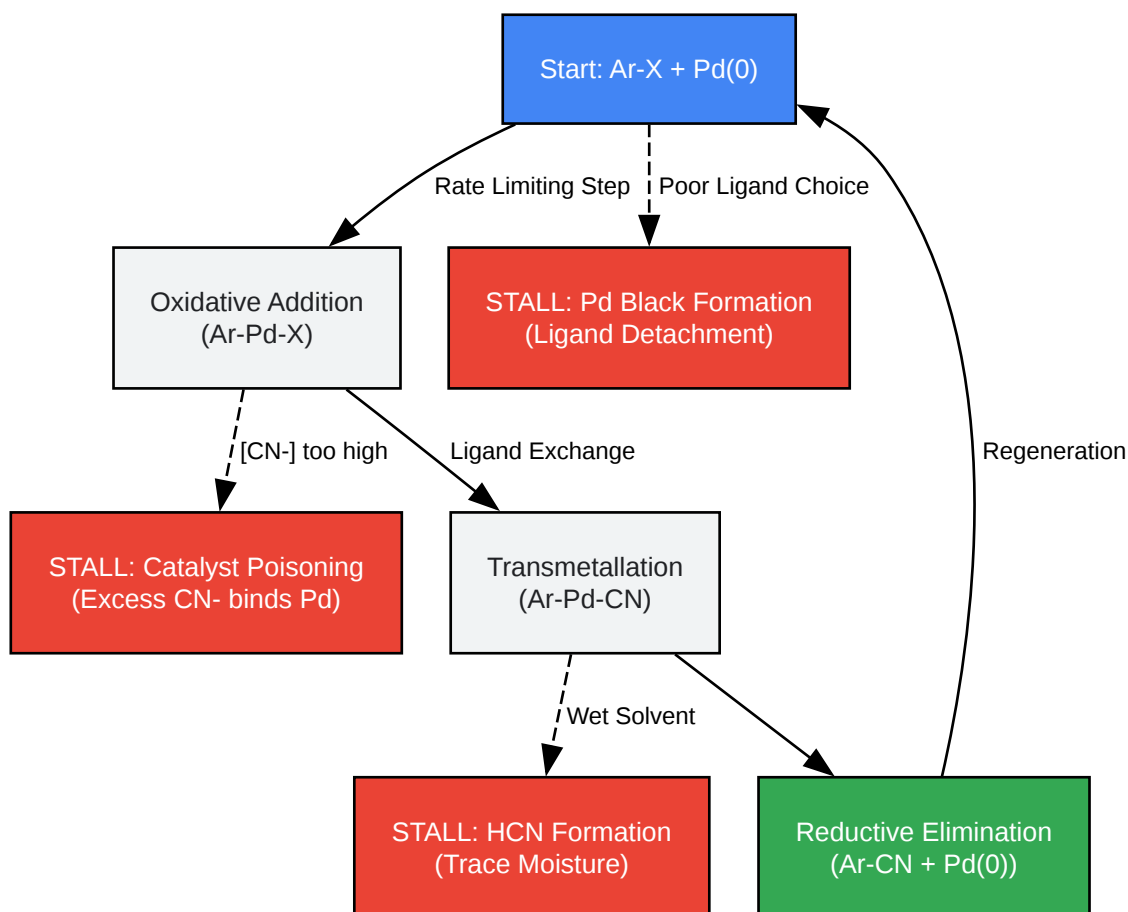 Start: Ar-X + Pd(0)
Rate Limiting Step
Poor Ligand Choice
Oxidative Addition
(Ar-Pd-X)
STALL: Pd Black Formation
(Ligand Detachment)
[CN-] too high
Ligand Exchange
Regeneration
STALL: Catalyst Poisoning
(Excess CN- binds Pd)
Transmetallation
(Ar-Pd-CN)
Wet Solvent
STALL: HCN Formation
(Trace Moisture)
Reductive Elimination
(Ar-CN + Pd(0))